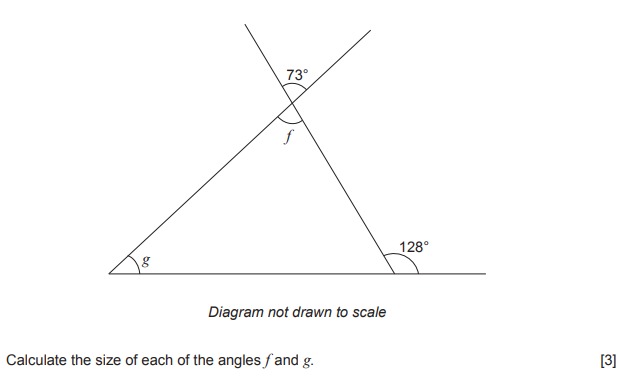 73°
f
128°
g
Diagram not drawn to scale
Calculate the size of each of the angles f and g. [3]